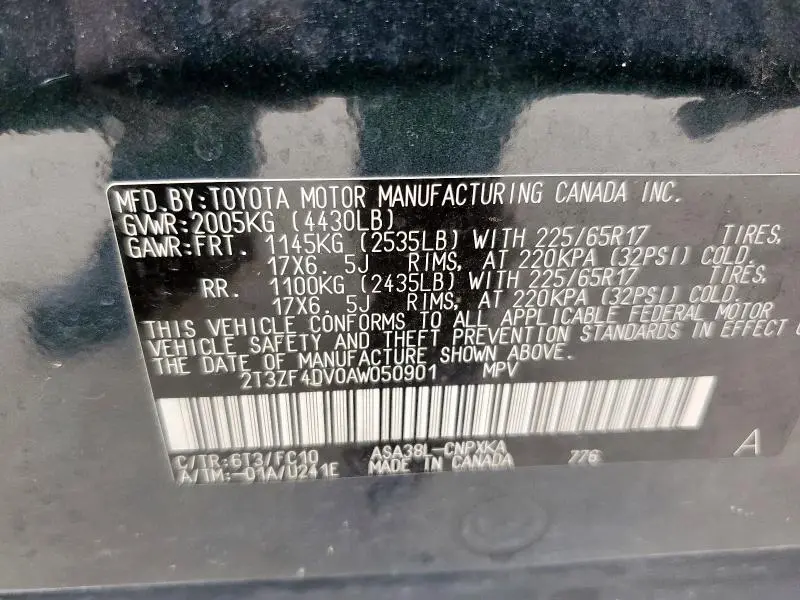 MFD.BY:TOYOTA MOTOR MANUFACTURING CANADA INC.
GVWR:2005KG (4430LB)
GAWR:FRT. 1145KG (2535LB) WITH 225/65R17 TIRES,
17X6. 5J RIMS, AT 220KPA (32PSI) COLD.
RR. 1100KG (2435LB) WITH 225/65R17 TIRES,
17X6. 5J RIMS, AT 220KPA (32PSI) COLD.
THIS VEHICLE CONFORMS TO ALL APPLICABLE FEDERAL MOTOR
VEHICLE SAFETY AND THEFT PREVENTION STANDARDS IN EFFECT
THE DATE OF MANUFACTURE SHOWN ABOVE.
2T3ZF4DV0AW050901 MPV
C/TR:6T3/FC10 ASA38L-CNPXKA 776 A
A/TM:-01A/U241E MADE IN CANADA